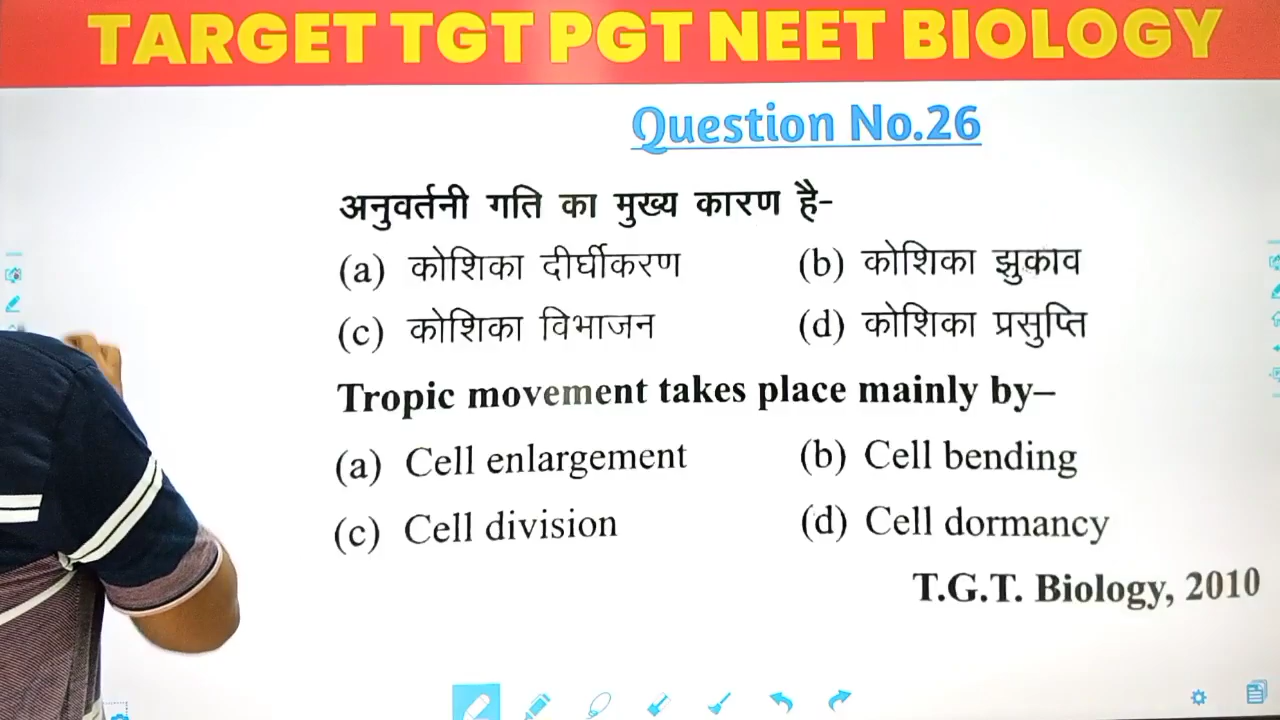 TARGET TGT PGT NEET BIOLOGY
Question No.26
अनुवर्तनी गति का मुख्य कारण है-
(a) कोशिका दीर्घीकरण (b) कोशिका झुकाव
(c) कोशिका विभाजन (d) कोशिका प्रसुप्ति
Tropic movement takes place mainly by–
(a) Cell enlargement (b) Cell bending
(c) Cell division (d) Cell dormancy
T.G.T. Biology, 2010